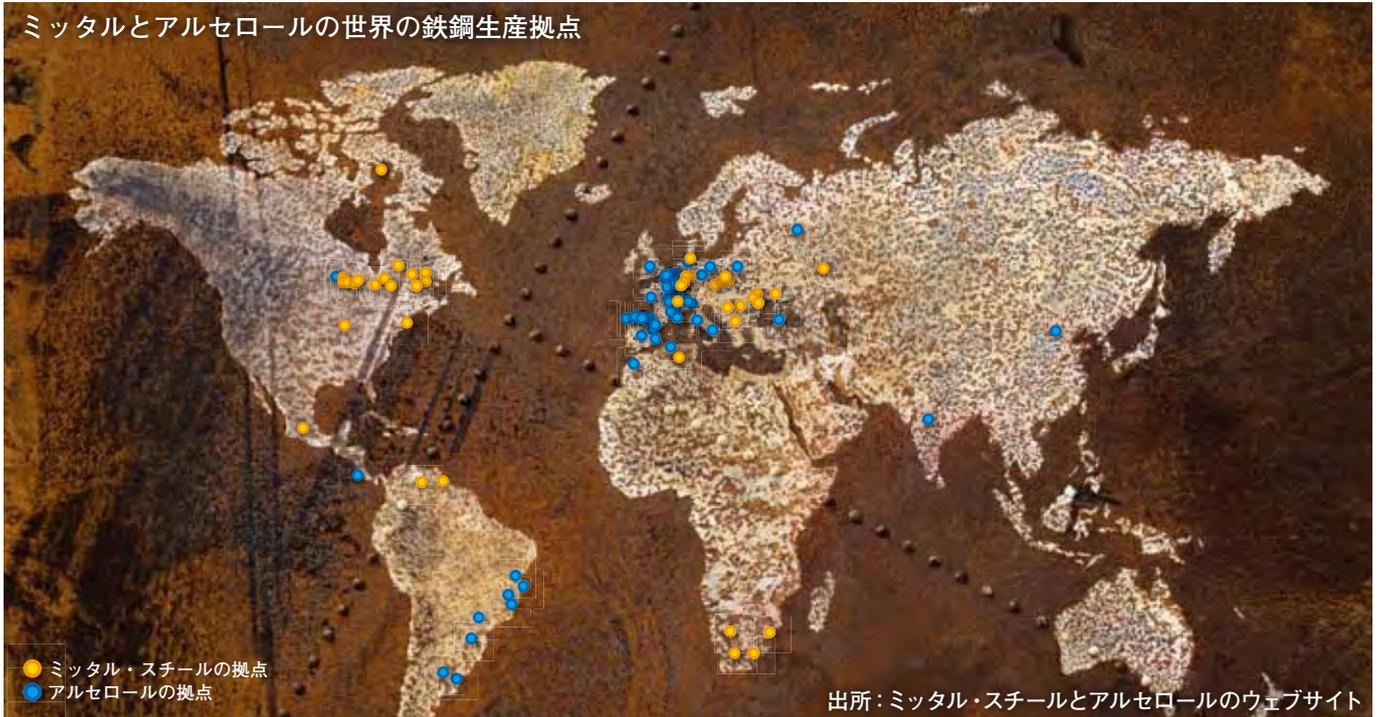 ミッタルとアルセロールの世界の鉄鋼生産拠点
ミッタル・スチールの拠点
アルセロールの拠点
出所：ミッタル・スチールとアルセロールのウェブサイト